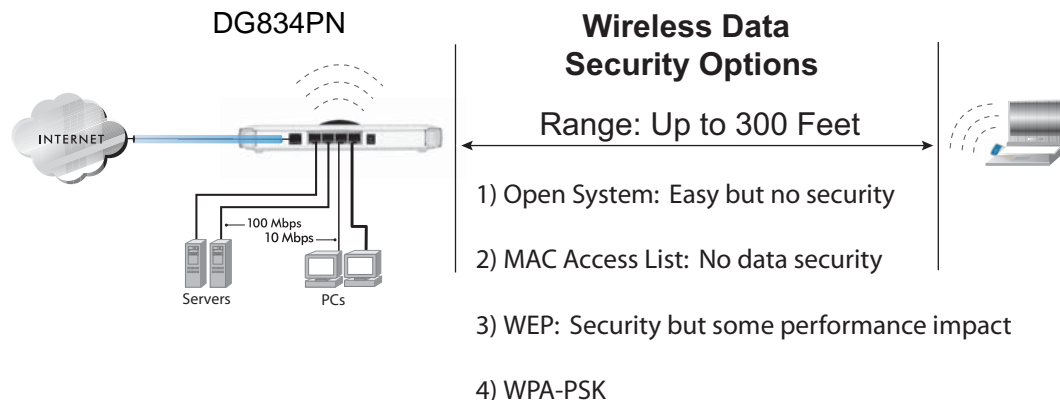 DG834PN
Wireless Data
Security Options
INTERNET
Range: Up to 300 Feet
100 Mbps
10 Mbps
Servers
PCs
1) Open System: Easy but no security
2) MAC Access List: No data security
3) WEP: Security but some performance impact
4) WPA-PSK